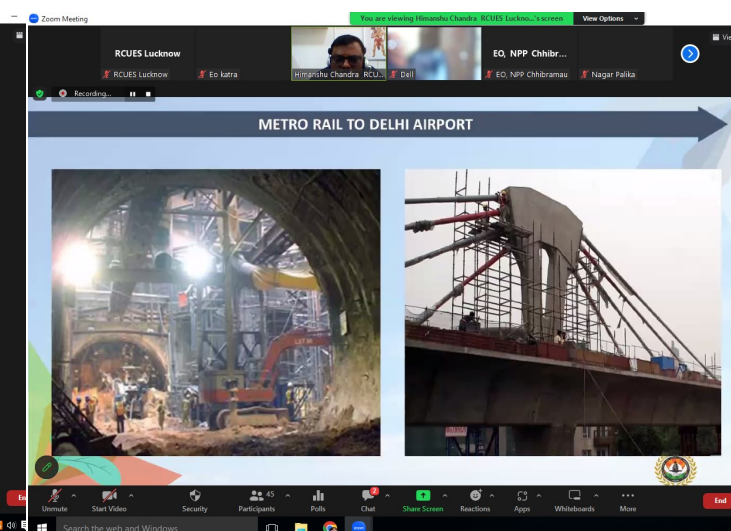 Zoom Meeting
You are viewing Himanshu Chandra RCUES Luckno...'s screen
View Options
RCUES Lucknow
EO, NPP Chhibr...
RCUES Lucknow
Eo katra
Himanshu Chandra RCU...
Dell
EO, NPP Chhibramau
Nagar Palika
Vie
Recording...
METRO RAIL TO DELHI AIRPORT
En
Unmute
Start Video
Security
45
Participants
Polls
2
Chat
Share Screen
Reactions
Apps
Whiteboards
More
End
Search the web and Windows